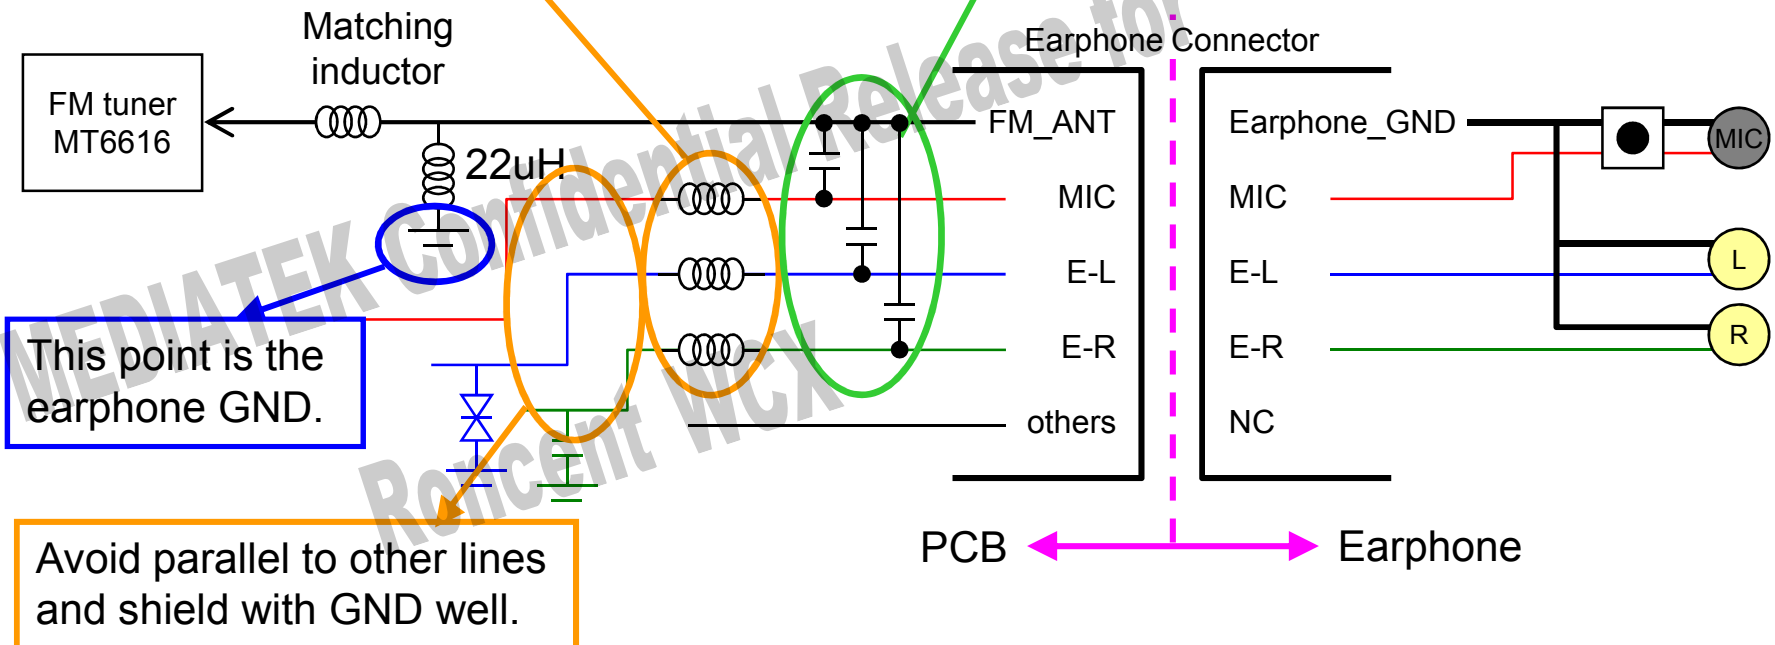 Matching
inductor
Earphone Connector
FM tuner
MT6616
22uH
FM_ANT
MIC
E-L
E-R
others
Earphone_GND
MIC
E-L
E-R
NC
MIC
L
R
This point is the
earphone GND.
Avoid parallel to other lines
and shield with GND well.
PCB
Earphone
MEDIATEK Confidential Release for
Roncent WCX